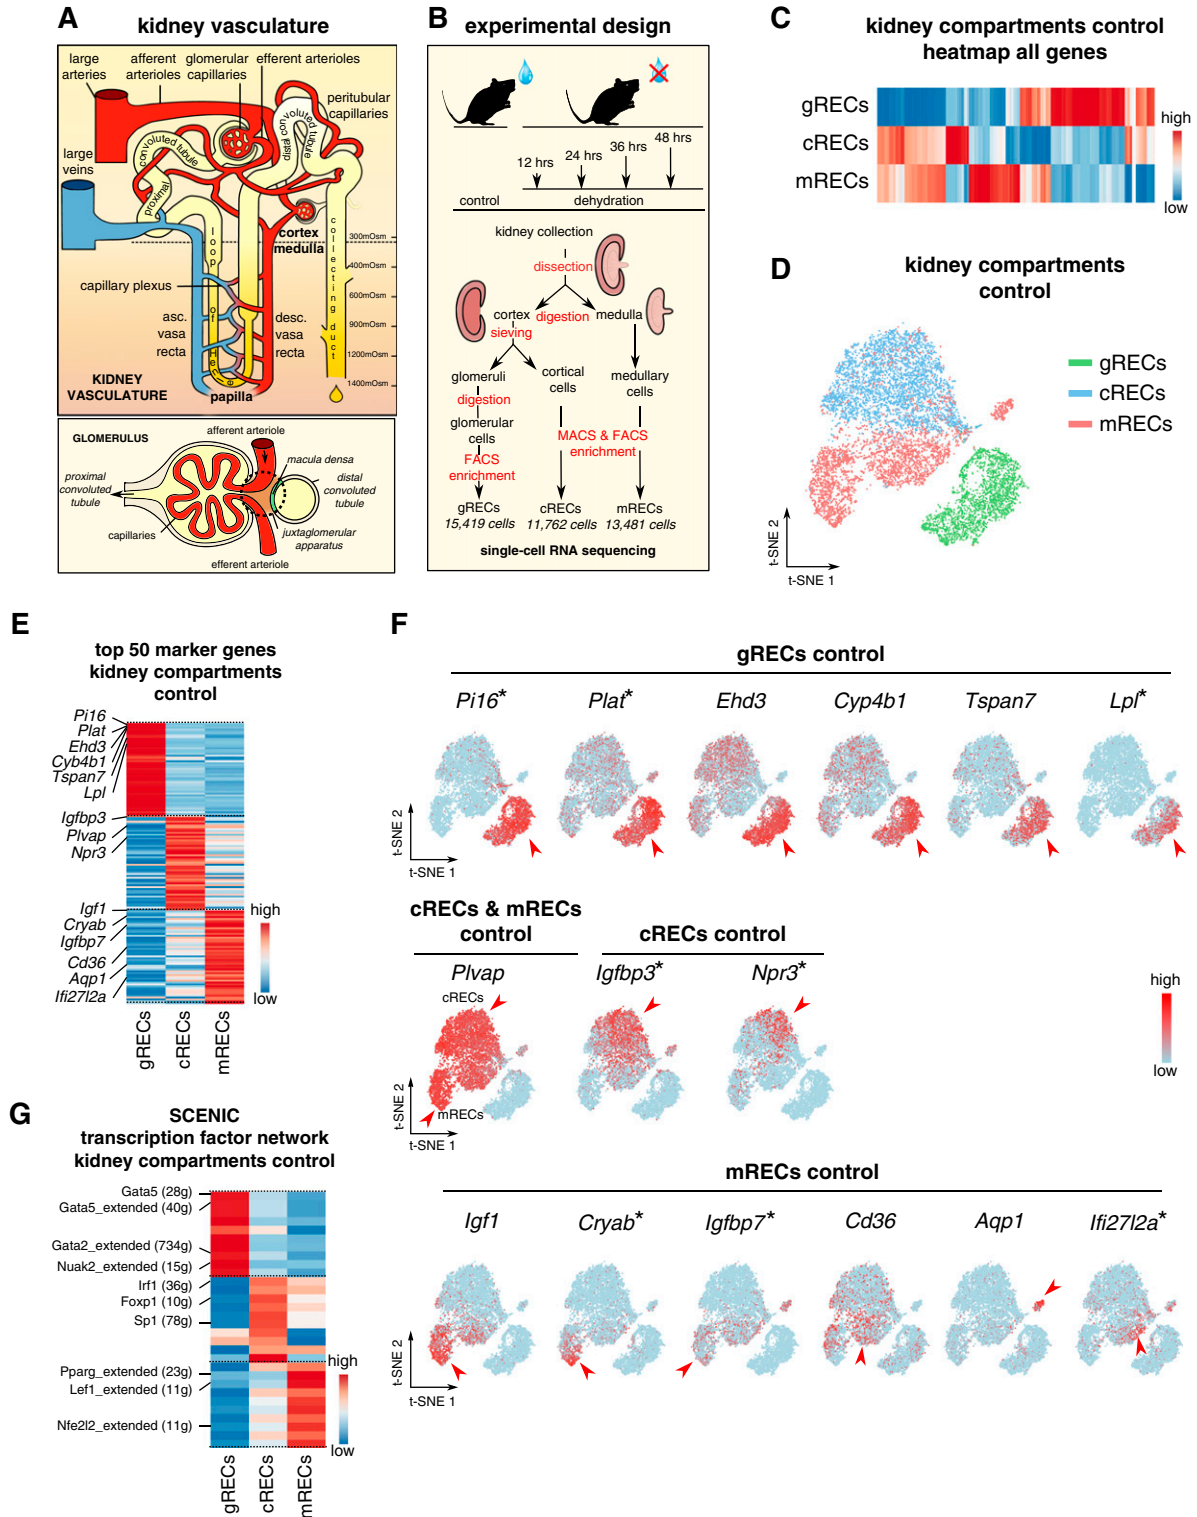 A
kidney vasculature
large
arteries
afferent
arterioles
glomerular
capillaries
efferent arterioles
peritubular
capillaries
convoluted tubule
proximal
distal convoluted tubule
large
veins
cortex
medulla
loop of Henle
collecting duct
300mOsm
400mOsm
600mOsm
900mOsm
1200mOsm
1400mOsm
capillary plexus
asc.
vasa
recta
desc.
vasa
recta
KIDNEY
VASCULATURE
papilla
GLOMERULUS
afferent arteriole
macula densa
proximal
convoluted
tubule
distal
convoluted
tubule
capillaries
juxtaglomerular
apparatus
efferent arteriole
B
experimental design
12 hrs
24 hrs
36 hrs
48 hrs
control
dehydration
kidney collection
dissection
cortex
digestion
medulla
sieving
glomeruli
cortical
cells
medullary
cells
digestion
glomerular
cells
MACS & FACS
enrichment
FACS
enrichment
gRECs
15,419 cells
cRECs
11,762 cells
mRECs
13,481 cells
single-cell RNA sequencing
C
kidney compartments control
heatmap all genes
gRECs
cRECs
mRECs
high
low
D
kidney compartments
control
gRECs
cRECs
mRECs
t-SNE 2
t-SNE 1
E
top 50 marker genes
kidney compartments
control
Pi16
Plat
Ehd3
Cyb4b1
Tspan7
Lpl
Igfbp3
Plvap
Npr3
Igf1
Cryab
Igfbp7
Cd36
Aqp1
Ifi27l2a
high
low
gRECs
cRECs
mRECs
F
gRECs control
Pi16*
Plat*
Ehd3
Cyp4b1
Tspan7
Lpl*
t-SNE 2
t-SNE 1
cRECs & mRECs
control
cRECs control
Plvap
Igfbp3*
Npr3*
cRECs
mRECs
t-SNE 2
t-SNE 1
high
low
mRECs control
Igf1
Cryab*
Igfbp7*
Cd36
Aqp1
Ifi27l2a*
t-SNE 2
t-SNE 1
G
SCENIC
transcription factor network
kidney compartments control
Gata5 (28g)
Gata5_extended (40g)
Gata2_extended (734g)
Nuak2_extended (15g)
Irf1 (36g)
Foxp1 (10g)
Sp1 (78g)
Pparg_extended (23g)
Lef1_extended (11g)
Nfe2l2_extended (11g)
high
low
gRECs
cRECs
mRECs